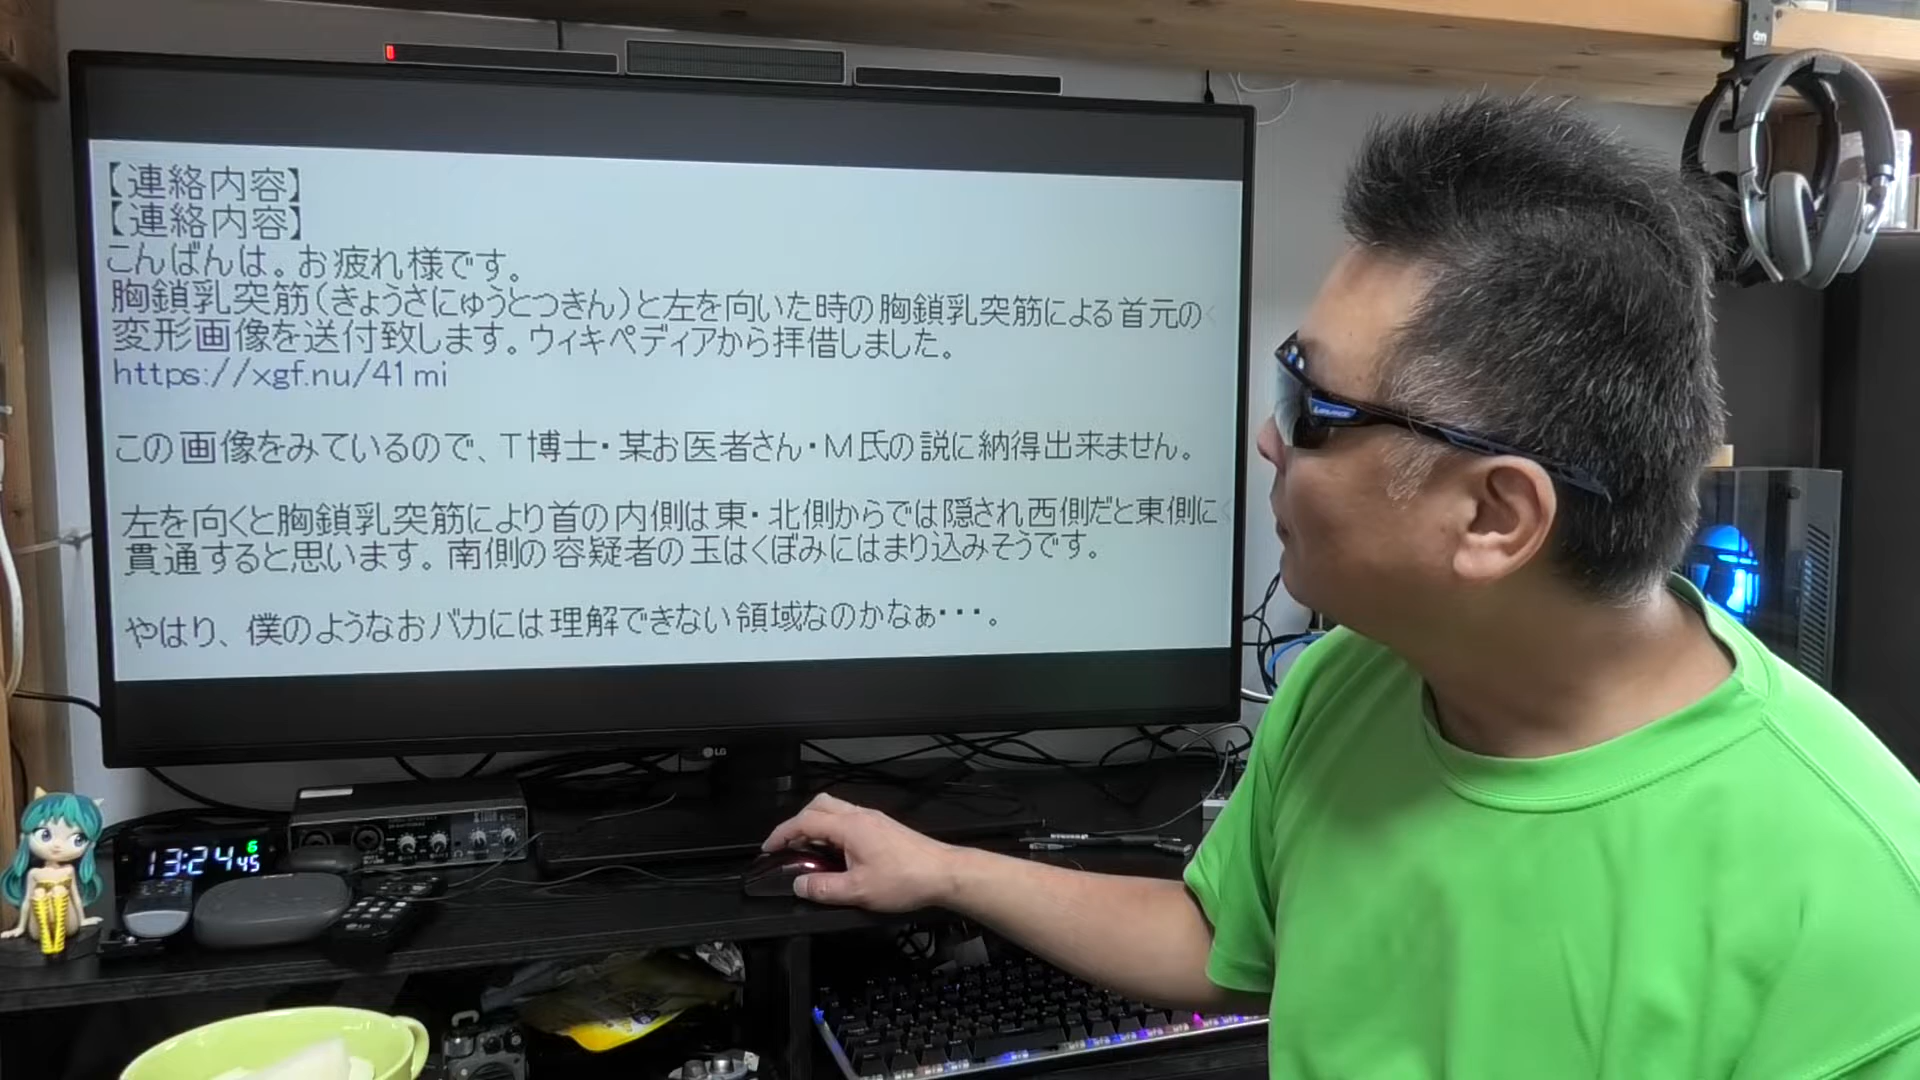 【連絡内容】
【連絡内容】
こんばんは。お疲れ様です。
胸鎖乳突筋(きょうさにゅうとつきん)と左を向いた時の胸鎖乳突筋による首元の
変形画像を送付致します。ウィキペディアから拝借しました。
https://xgf.nu/41mi
この画像をみているので、T博士・某お医者さん・M氏の説に納得出来ません。
左を向くと胸鎖乳突筋により首の内側は東・北側からでは隠され西側だと東側に
貫通すると思います。南側の容疑者の玉はくぼみにはまり込みそうです。
やはり、僕のようなおバカには理解できない領域なのかなぁ・・・。
LG
13:24 45
6